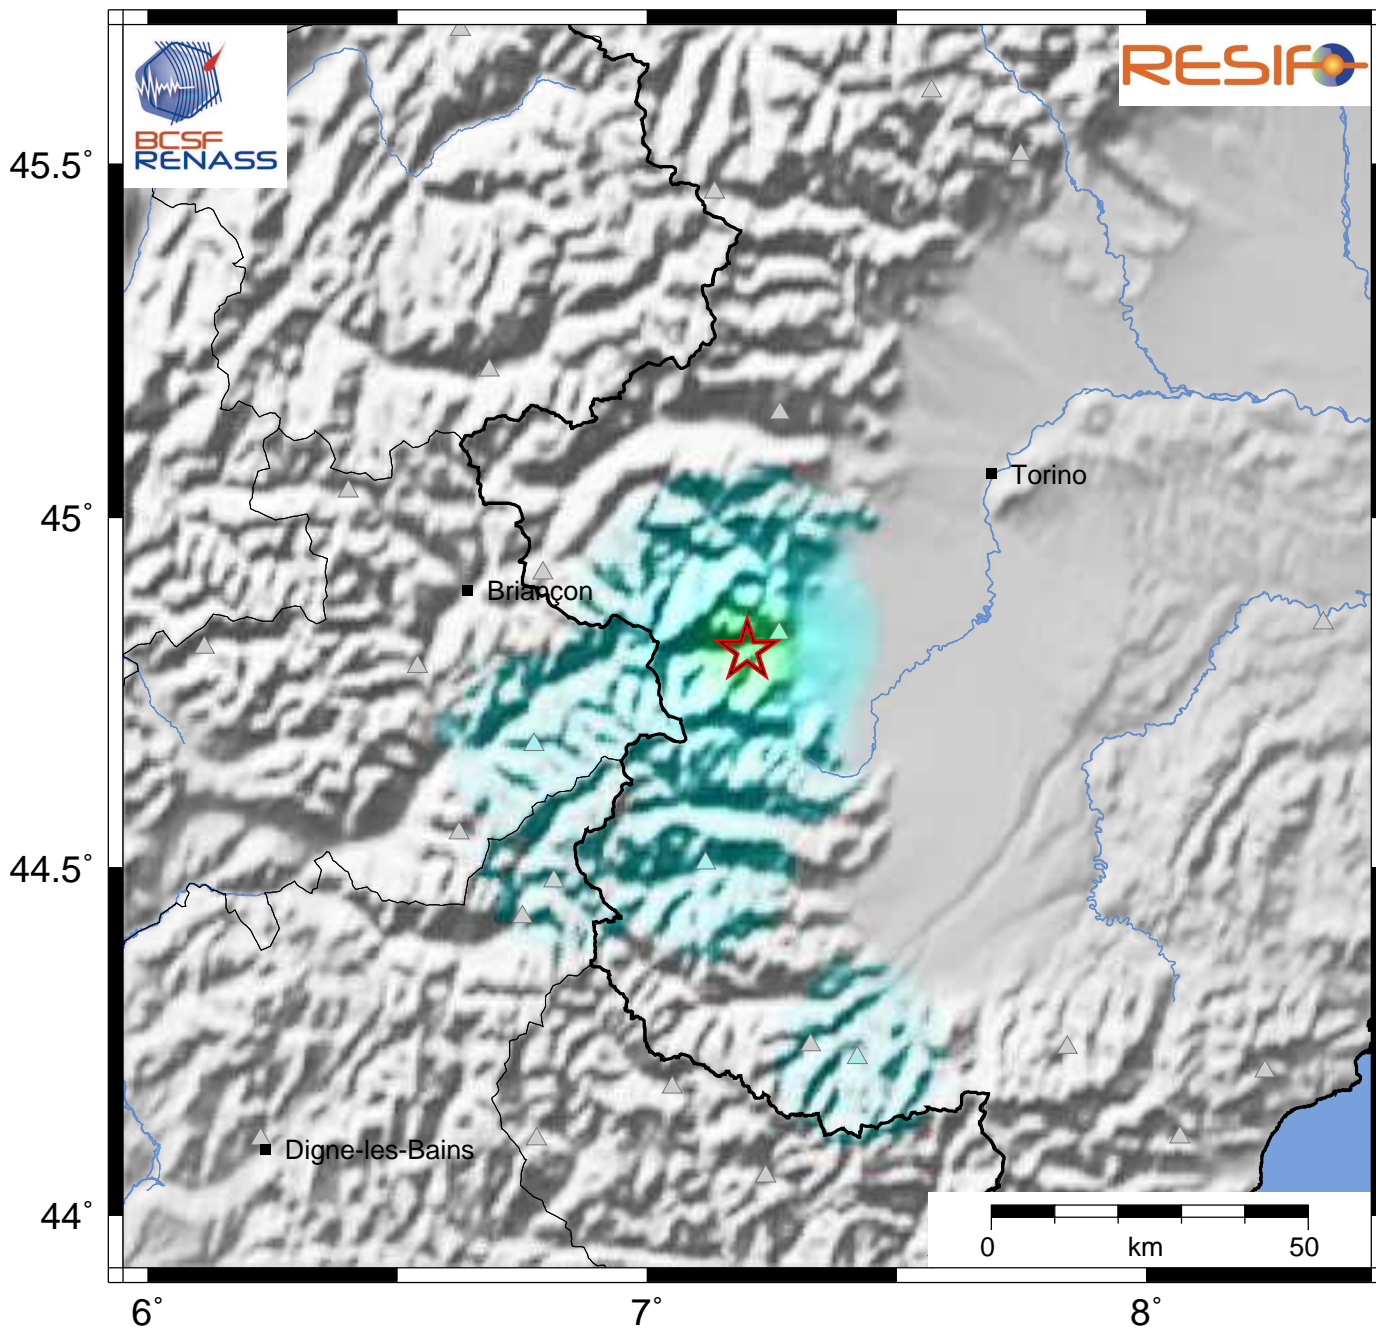 BCSF
RENASS
RESIF
45.5°
45°
44.5°
44°
Torino
Briançon
Digne-les-Bains
0 km 50
6° 7° 8°